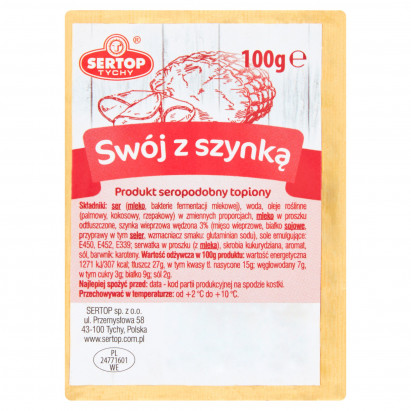 SERTOP
TYCHY
®
100g ℮
Swój z szynką
Produkt seropodobny topiony
Składniki: ser (mleko, bakterie fermentacji mlekowej), woda, oleje roślinne
(palmowy, kokosowy, rzepakowy) w zmiennych proporcjach, mleko w proszku
odtłuszczone, szynka wieprzowa wędzona 3% (mięso wieprzowe, białko sojowe,
przyprawy w tym seler, wzmacniacz smaku: glutaminian sodu), sole emulgujące:
E450, E452, E339; serwatka w proszku (z mleka), skrobia kukurydziana, aromat,
sól, barwnik: karoteny. Wartość odżywcza w 100g produktu: wartość energetyczna
1271 kJ/307 kcal; tłuszcz 27g, w tym kwasy tł. nasycone 15g; węglowodany 7g,
w tym cukry 3g; białko 9g; sól 2g.
Najlepiej spożyć przed: data - kod partii produkcyjnej na spodzie kostki.
Przechowywać w temperaturze: od +2 °C do +10 °C.
SERTOP sp. z o.o.
ul. Przemysłowa 58
43-100 Tychy, Polska
www.sertop.com.pl
PL
24771601
WE